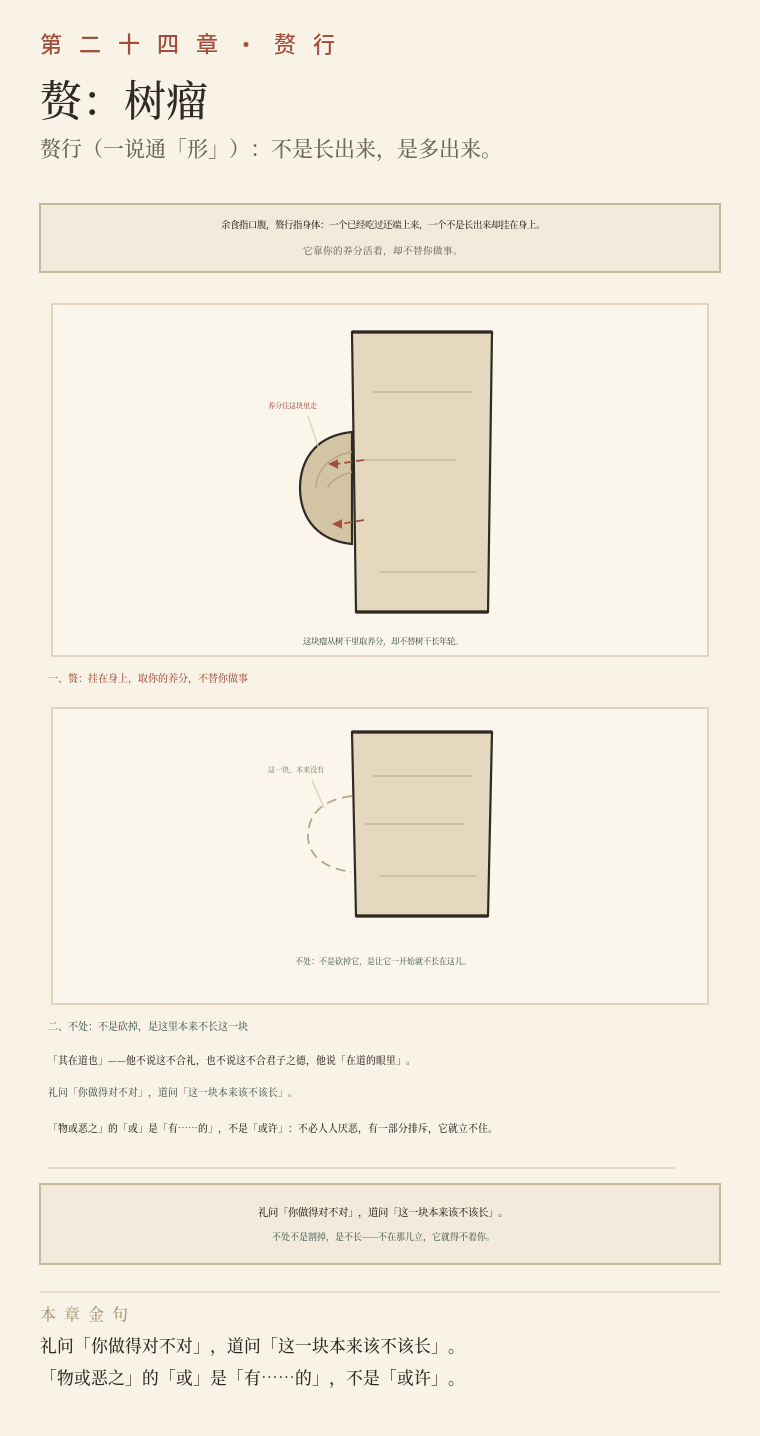 第二十四章·赘行
赘：树瘤
赘行（一说通「形」）：不是长出来，是多出来。
余食指口腹，赘行指身体：一个已经吃过还端上来，一个不是长出来却挂在身上。
它靠你的养分活着，却不替你做事。
养分往这块里走
这块瘤从树干里取养分，却不替树干长年轮。
一、赘：挂在身上，取你的养分，不替你做事
这一块，本来没有
不处：不是砍掉它，是让它一开始就不长在这儿。
二、不处：不是砍掉，是这里本来不长这一块
「其在道也」——他不说这不合礼，也不说这不合君子之德，他说「在道的眼里」。
礼问「你做得对不对」，道问「这一块本来该不该长」。
「物或恶之」的「或」是「有……的」，不是「或许」：不必人人厌恶，有一部分排斥，它就立不住。
礼问「你做得对不对」，道问「这一块本来该不该长」。
不处不是割掉，是不长——不在那儿立，它就得不着你。
本章金句
礼问「你做得对不对」，道问「这一块本来该不该长」。
「物或恶之」的「或」是「有……的」，不是「或许」。